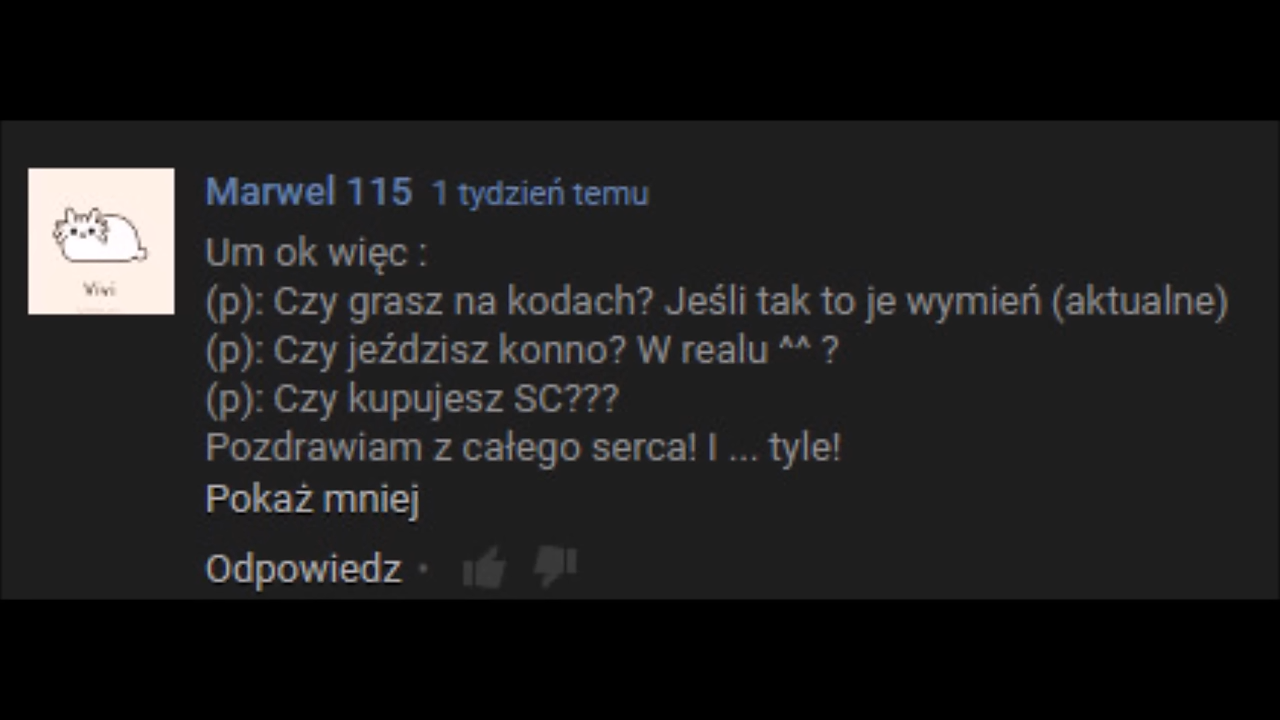 Marwel 115 1 tydzień temu
Um ok więc :
(p): Czy grasz na kodach? Jeśli tak to je wymień (aktualne)
(p): Czy jeździsz konno? W realu ^^ ?
(p): Czy kupujesz SC???
Pozdrawiam z całego serca! I ... tyle!
Pokaż mniej
Odpowiedz
Vivi